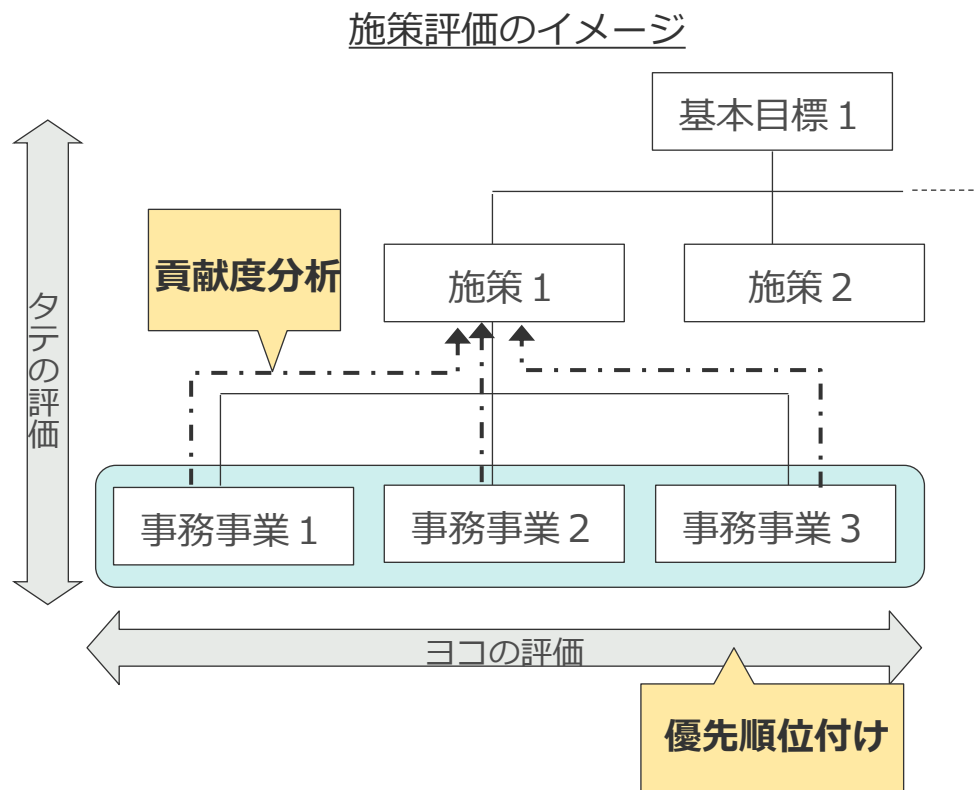 施策評価のイメージ
基本目標１
貢献度分析
施策１
施策２
タテの評価
事務事業１
事務事業２
事務事業３
ヨコの評価
優先順位付け